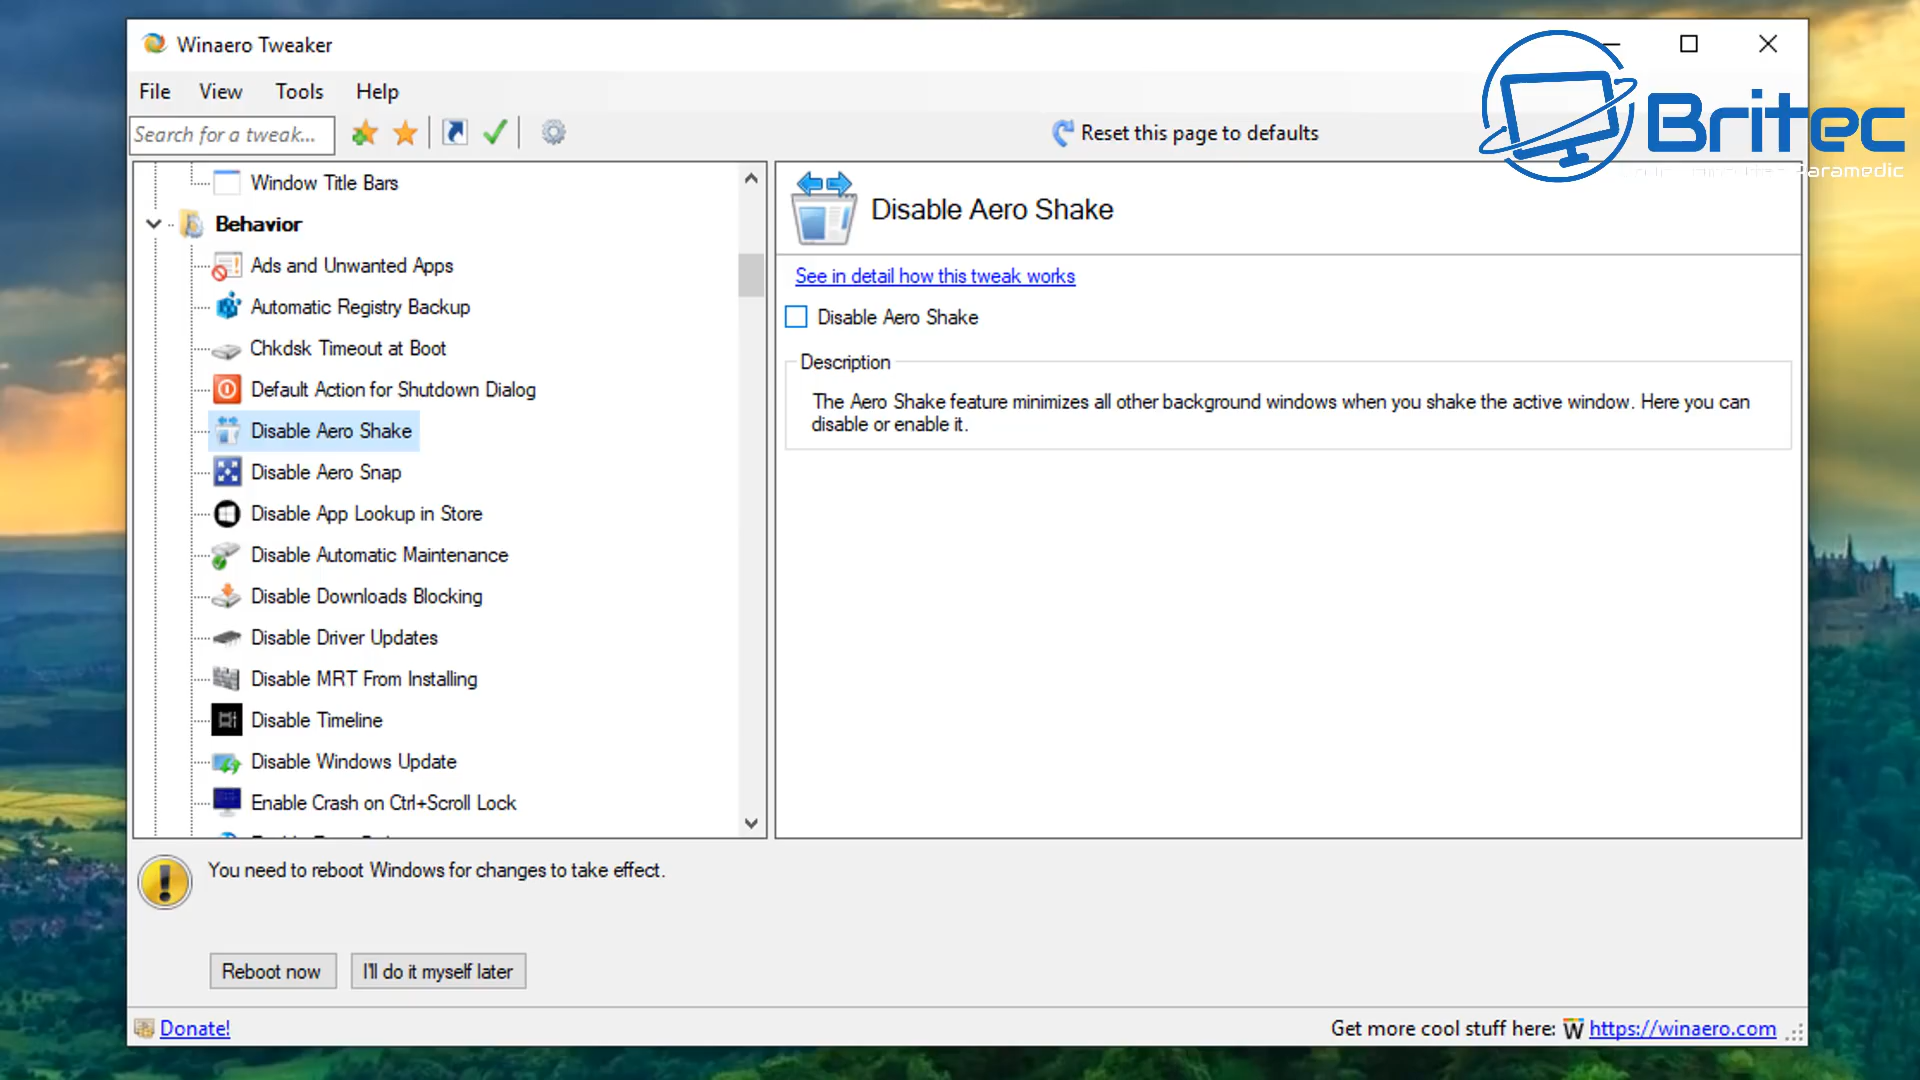 Winaero Tweaker
File View Tools Help
Search for a tweak...
Reset this page to defaults
Britec
Paramedic
Window Title Bars
Behavior
Ads and Unwanted Apps
Automatic Registry Backup
Chkdsk Timeout at Boot
Default Action for Shutdown Dialog
Disable Aero Shake
Disable Aero Snap
Disable App Lookup in Store
Disable Automatic Maintenance
Disable Downloads Blocking
Disable Driver Updates
Disable MRT From Installing
Disable Timeline
Disable Windows Update
Enable Crash on Ctrl+Scroll Lock
Disable Aero Shake
See in detail how this tweak works
Disable Aero Shake
Description
The Aero Shake feature minimizes all other background windows when you shake the active window. Here you can
disable or enable it.
You need to reboot Windows for changes to take effect.
Reboot now
I'll do it myself later
Donate!
Get more cool stuff here: W https://winaero.com